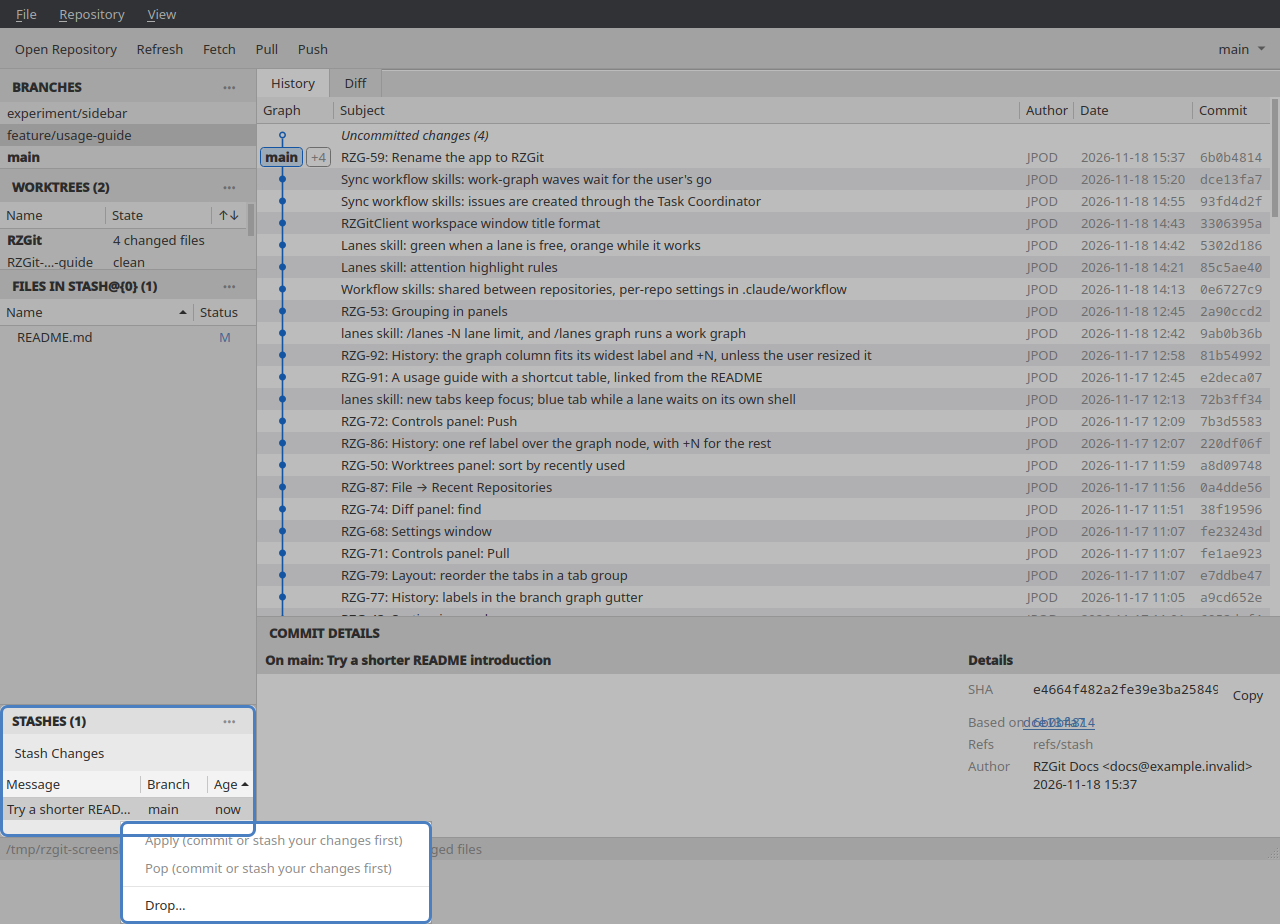 File Repository View
Open Repository Refresh Fetch Pull Push main
BRANCHES ...
experiment/sidebar
feature/usage-guide
main
WORKTREES (2) ...
Name State ↑↓
RZGit 4 changed files
RZGit-...-guide clean
FILES IN STASH@{0} (1) ...
Name Status
README.md M
History Diff
Graph Subject Author Date Commit
Uncommitted changes (4)
main +4 RZG-59: Rename the app to RZGit JPOD 2026-11-18 15:37 6b0b4814
Sync workflow skills: work-graph waves wait for the user's go JPOD 2026-11-18 15:20 dce13fa7
Sync workflow skills: issues are created through the Task Coordinator JPOD 2026-11-18 14:55 93fd4d2f
RZGitClient workspace window title format JPOD 2026-11-18 14:43 3306395a
Lanes skill: green when a lane is free, orange while it works JPOD 2026-11-18 14:42 5302d186
Lanes skill: attention highlight rules JPOD 2026-11-18 14:21 85c5ae40
Workflow skills: shared between repositories, per-repo settings in .claude/workflow JPOD 2026-11-18 14:13 0e6727c9
RZG-53: Grouping in panels JPOD 2026-11-18 12:45 2a90ccd2
lanes skill: /lanes -N lane limit, and /lanes graph runs a work graph JPOD 2026-11-18 12:42 9ab0b36b
RZG-92: History: the graph column fits its widest label and +N, unless the user resized it JPOD 2026-11-17 12:58 81b54992
RZG-91: A usage guide with a shortcut table, linked from the README JPOD 2026-11-17 12:45 e2deca07
lanes skill: new tabs keep focus; blue tab while a lane waits on its own shell JPOD 2026-11-17 12:13 72b3ff34
RZG-72: Controls panel: Push JPOD 2026-11-17 12:09 7b3d5583
RZG-86: History: one ref label over the graph node, with +N for the rest JPOD 2026-11-17 12:07 220df06f
RZG-50: Worktrees panel: sort by recently used JPOD 2026-11-17 11:59 a8d09748
RZG-87: File → Recent Repositories JPOD 2026-11-17 11:56 0a4dde56
RZG-74: Diff panel: find JPOD 2026-11-17 11:51 38f19596
RZG-68: Settings window JPOD 2026-11-17 11:07 fe23243d
RZG-71: Controls panel: Pull JPOD 2026-11-17 11:07 fe1ae923
RZG-79: Layout: reorder the tabs in a tab group JPOD 2026-11-17 11:07 e7ddbe47
RZG-77: History: labels in the branch graph gutter JPOD 2026-11-17 11:05 a9cd652e
COMMIT DETAILS
On main: Try a shorter README introduction
Details
SHA e4664f482a2fe39e3ba25849 Copy
Based on
Refs refs/stash
Author RZGit Docs <docs@example.invalid>
2026-11-18 15:37
STASHES (1) ...
Stash Changes
Message Branch Age
Try a shorter READ... main now
Apply (commit or stash your changes first)
Pop (commit or stash your changes first)
Drop...
/tmp/rzgit-screens ged files